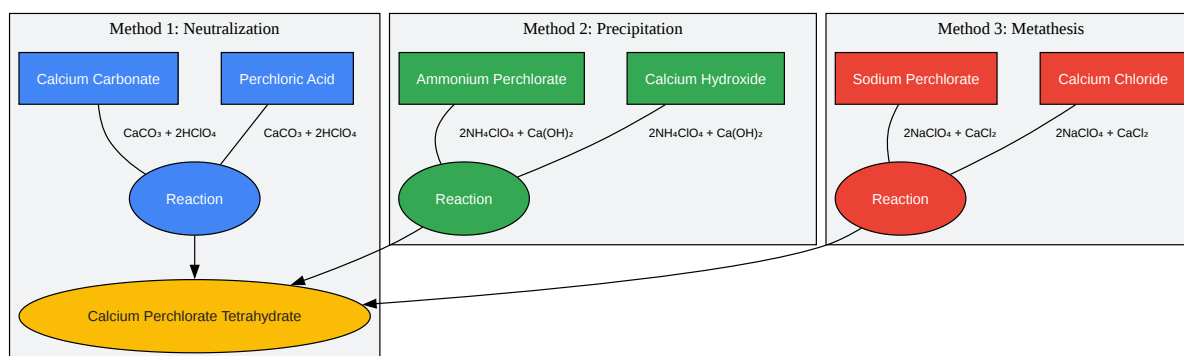 Method 1: Neutralization
Method 2: Precipitation
Method 3: Metathesis
Calcium Carbonate
Perchloric Acid
Ammonium Perchlorate
Calcium Hydroxide
Sodium Perchlorate
Calcium Chloride
CaCO₃ + 2HClO₄
CaCO₃ + 2HClO₄
2NH₄ClO₄ + Ca(OH)₂
2NH₄ClO₄ + Ca(OH)₂
2NaClO₄ + CaCl₂
2NaClO₄ + CaCl₂
Reaction
Reaction
Reaction
Calcium Perchlorate Tetrahydrate